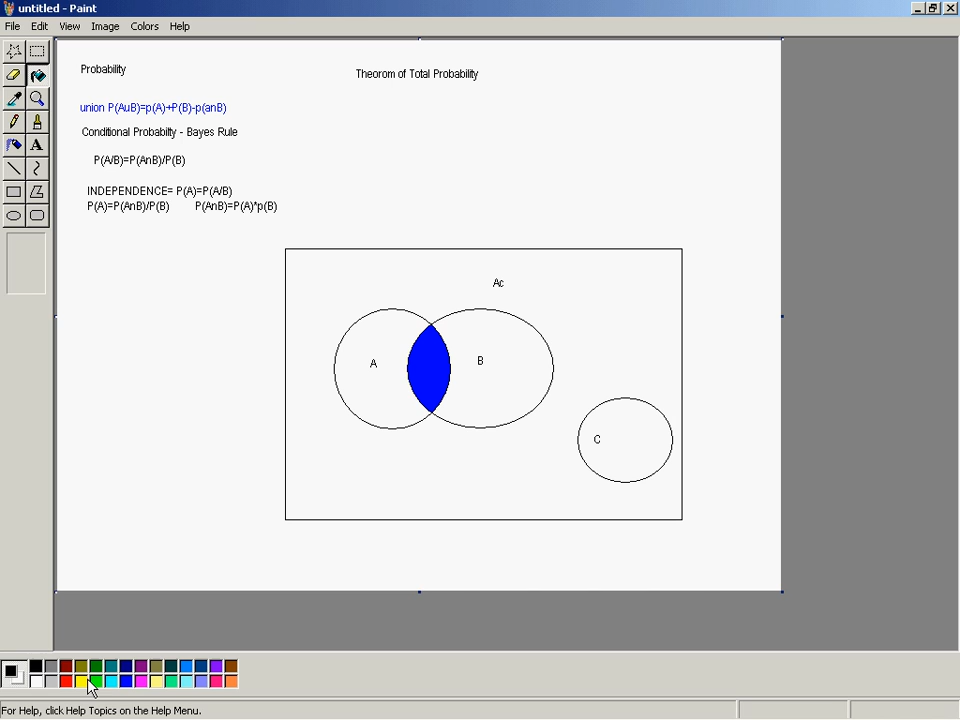 untitled - Paint
File Edit View Image Colors Help
Probability
Theorom of Total Probability
union P(AuB)=p(A)+P(B)-p(anB)
Conditional Probabilty - Bayes Rule
P(A/B)=P(AnB)/P(B)
INDEPENDENCE= P(A)=P(A/B)
P(A)=P(AnB)/P(B) P(AnB)=P(A)*p(B)
Ac
A
B
C
A
For Help, click Help Topics on the Help Menu.